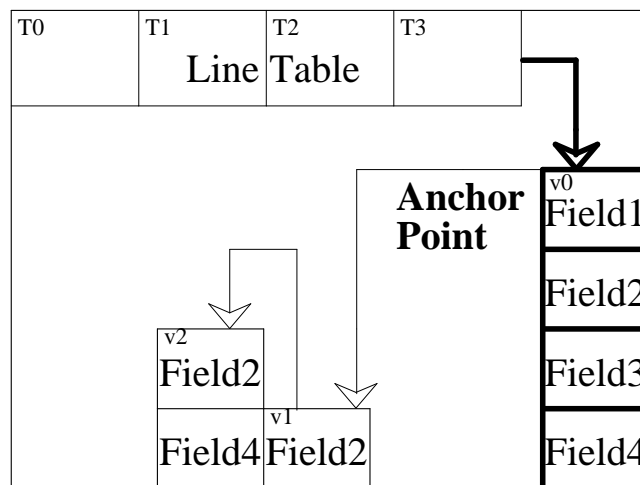 T0 T1 T2 T3
Line Table
Anchor
Point
v0
Field1
Field2
Field3
Field4
v2
Field2
Field4
v1
Field2